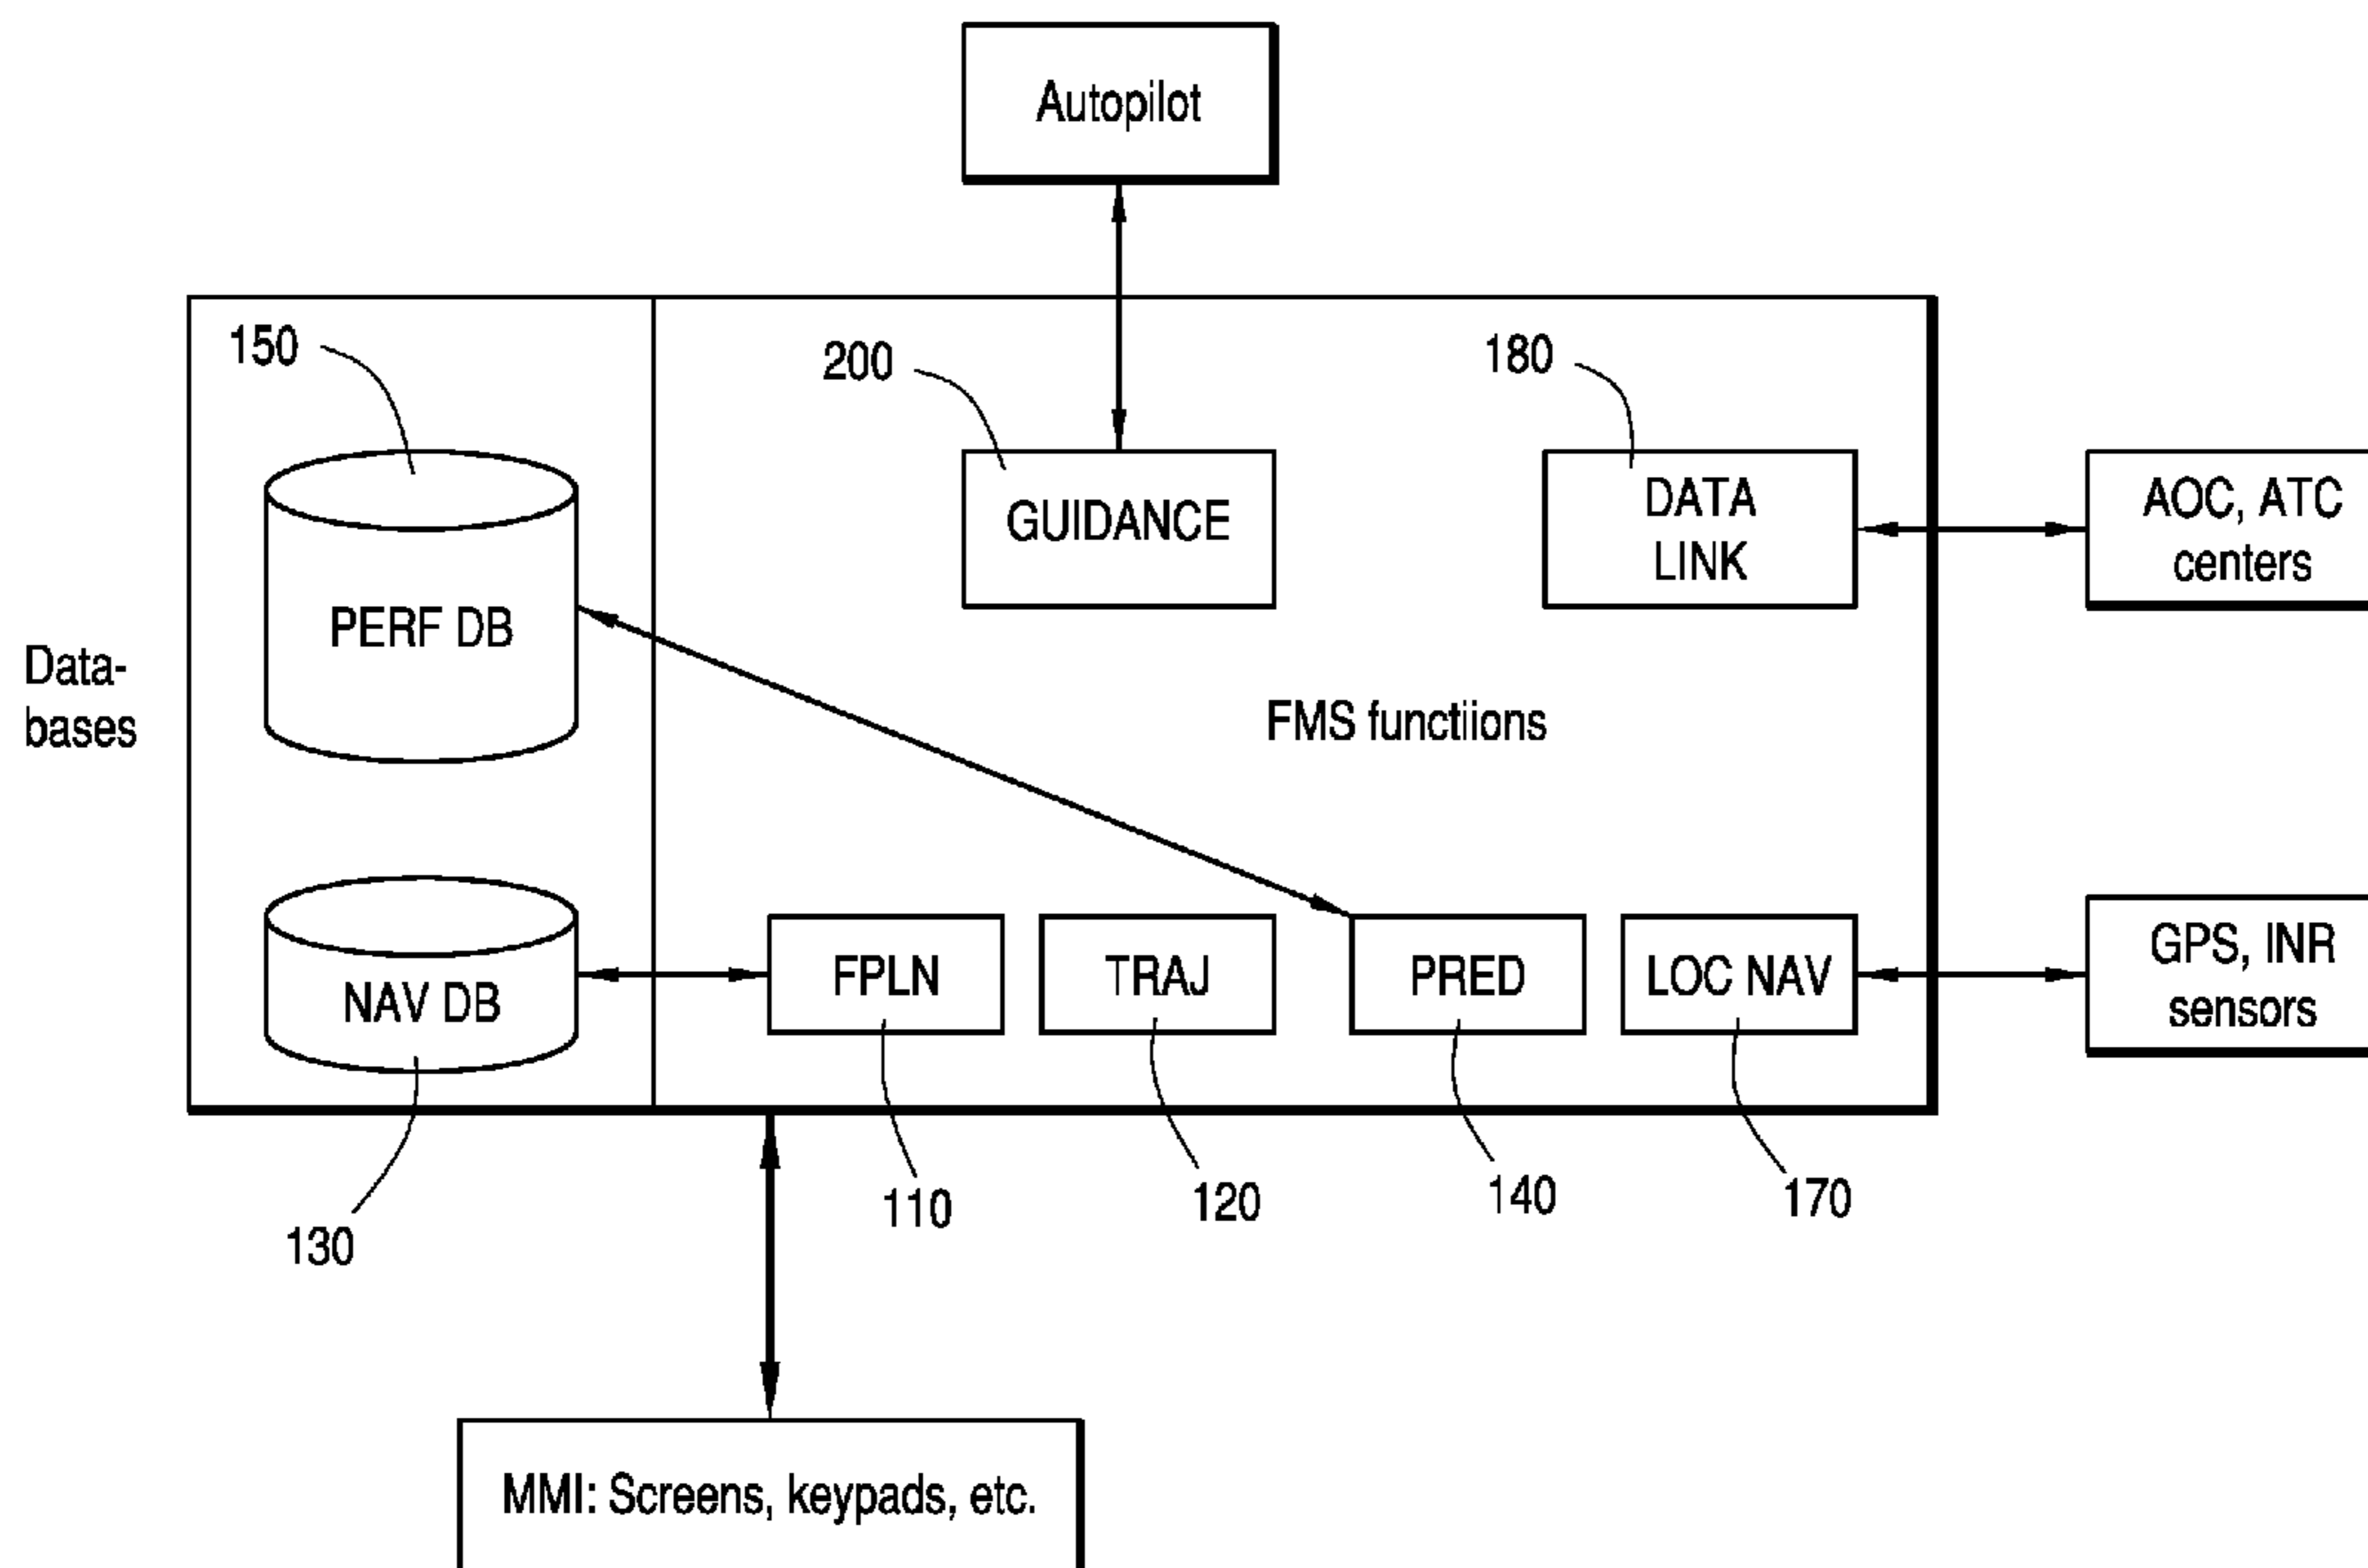 Autopilot
150
200
180
GUIDANCE
DATA
LINK
AOC, ATC
centers
PERF DB
Data-
bases
FMS functiions
NAV DB
FPLN
TRAJ
PRED
LOC NAV
GPS, INR
sensors
130
110
120
140
170
MMI: Screens, keypads, etc.